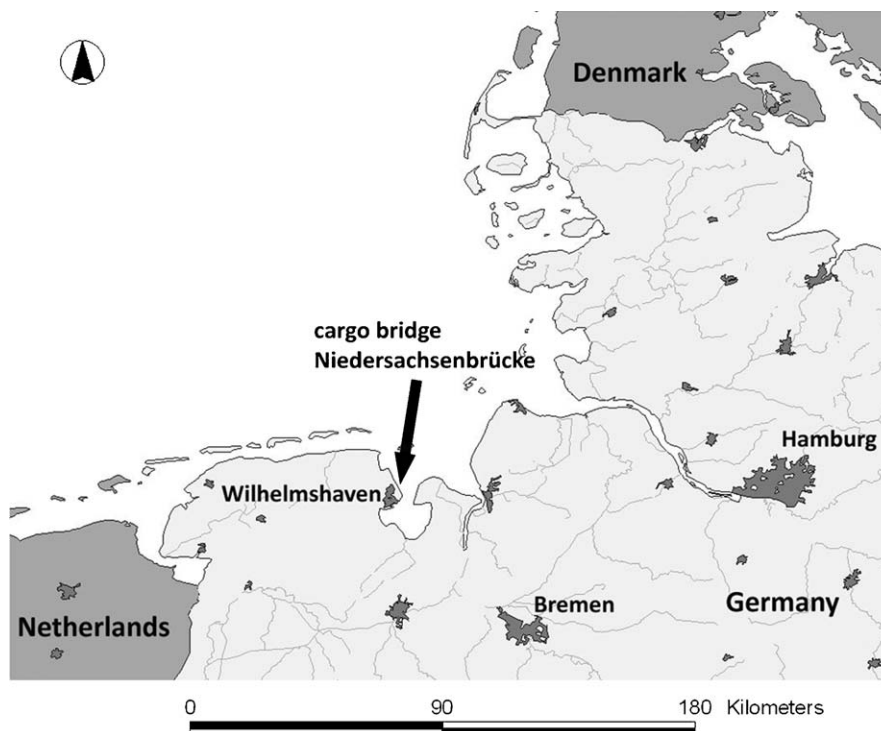 Denmark
cargo bridge
Niedersachsenbrücke
Hamburg
Wilhelmshaven
Bremen
Germany
Netherlands
0 90 180 Kilometers